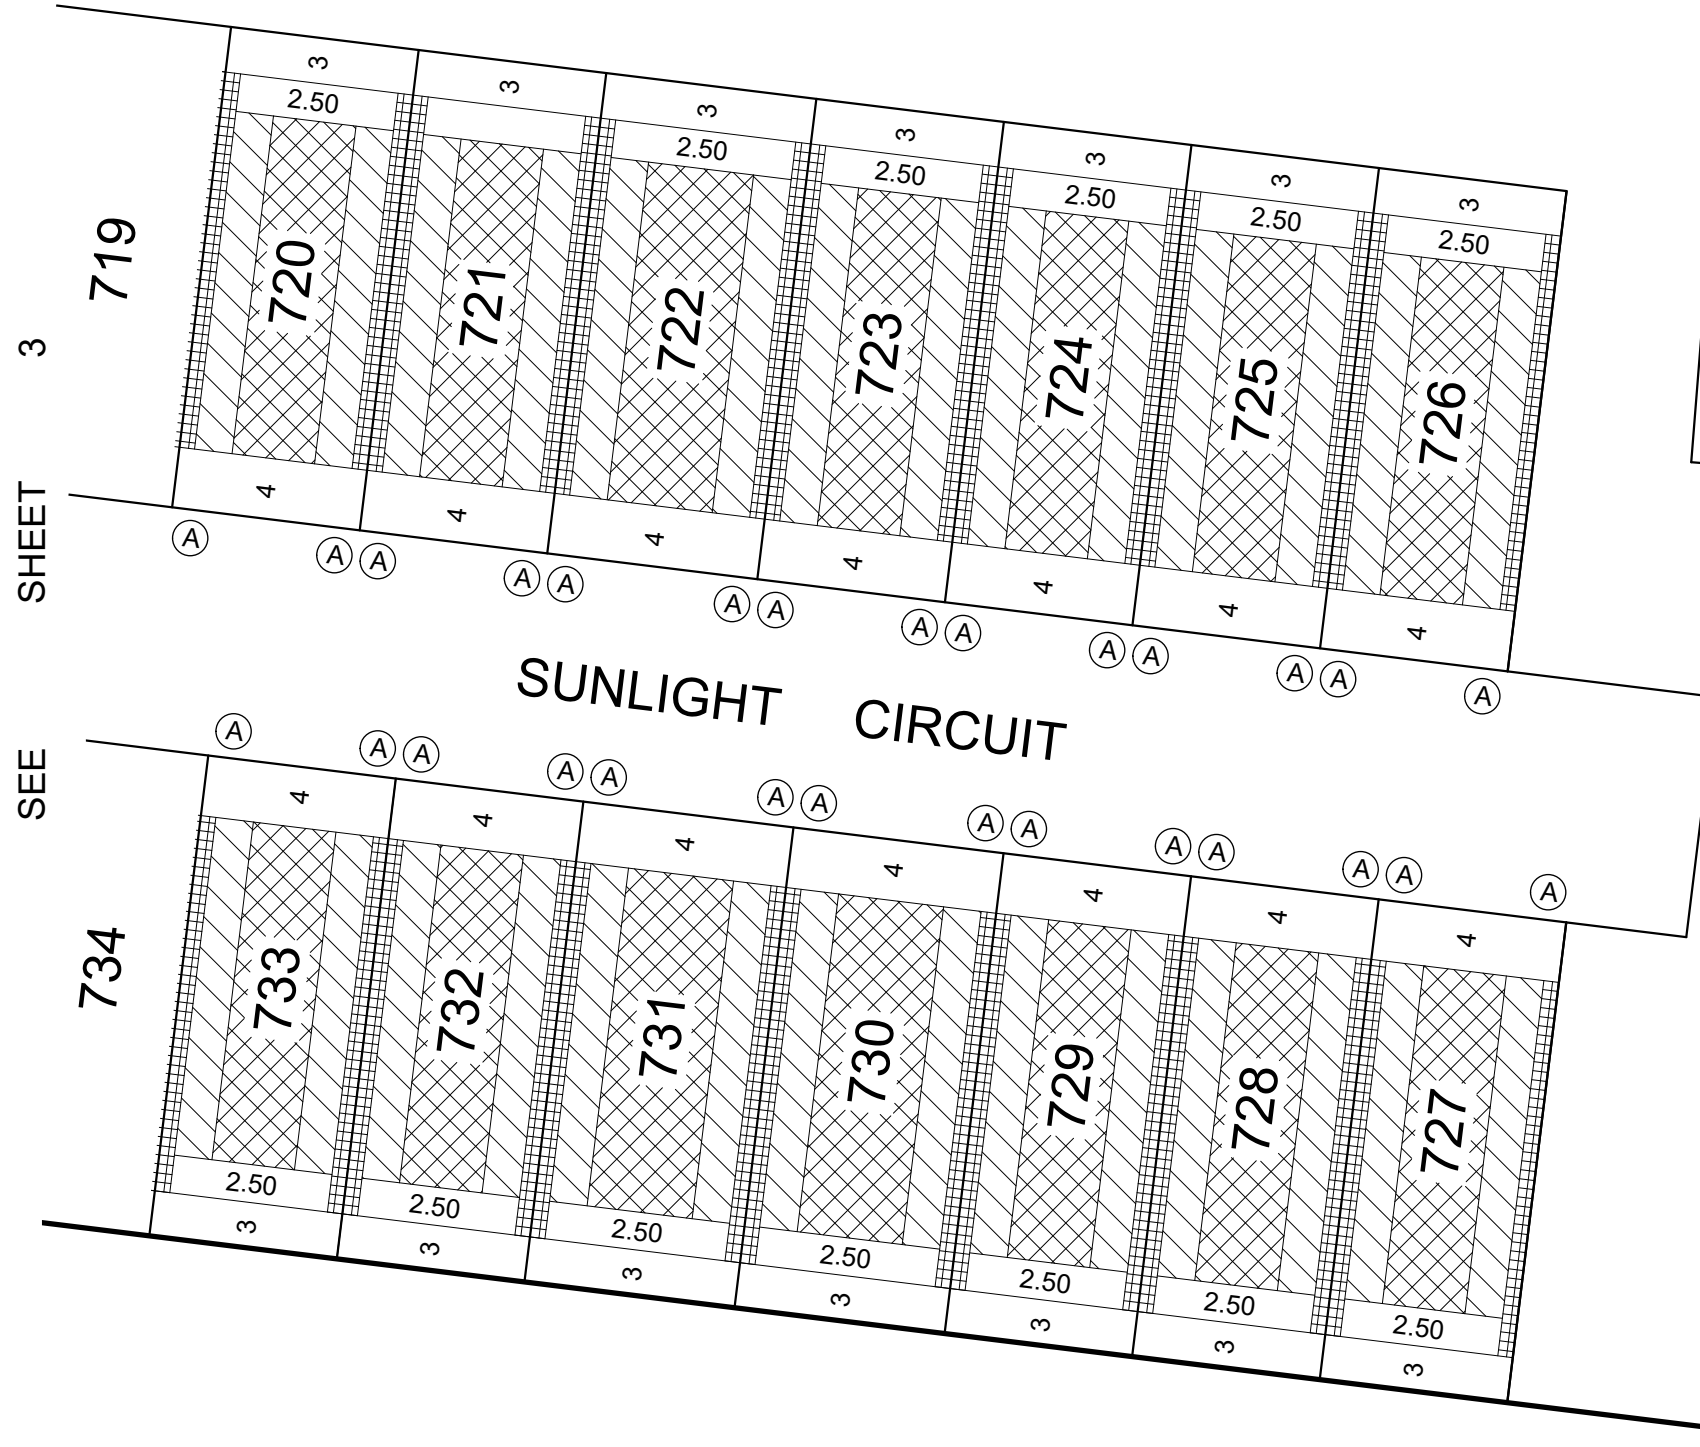 3 3 3 3 3 3 3
2.50 2.50 2.50 2.50 2.50 2.50
719 720 721 722 723 724 725 726
4 4 4 4 4 4 4
A A A A A A A A A A A A A A
SUNLIGHT CIRCUIT
SEE SHEET 3
A A A A A A A A A A A A A A
4 4 4 4 4 4 4
734 733 732 731 730 729 728 727
2.50 2.50 2.50 2.50 2.50 2.50 2.50
3 3 3 3 3 3 3